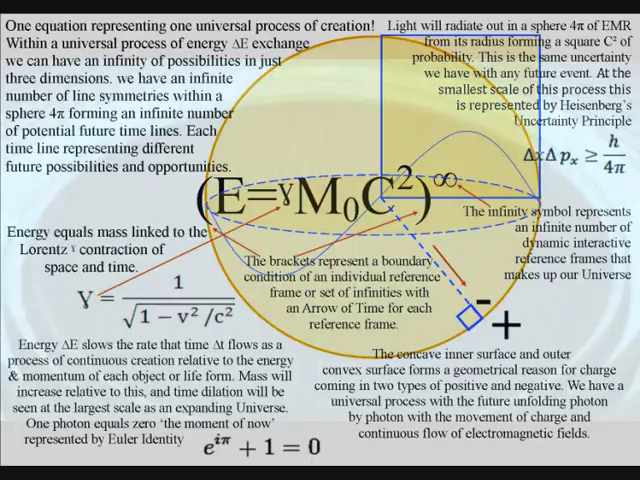 One equation representing one universal process of creation!
Within a universal process of energy ΔE exchange
we can have an infinity of possibilities in just
three dimensions. we have an infinite
number of line symmetries within a
sphere 4π forming an infinite number
of potential future time lines. Each
time line representing different
future possibilities and opportunities.
Light will radiate out in a sphere 4π of EMR
from its radius forming a square C² of
probability. This is the same uncertainty
we have with any future event. At the
smallest scale of this process this
is represented by Heisenberg's
Uncertainty Principle
ΔxΔpₓ ≥ h/4π
(E=γM₀C²)^∞
Energy equals mass linked to the
Lorentz γ contraction of
space and time.
γ = 1/√(1 − v²/c²)
The brackets represent a boundary
condition of an individual reference
frame or set of infinities with
an Arrow of Time for each
reference frame.
The infinity symbol represents
an infinite number of
dynamic interactive
reference frames that
makes up our Universe
-
+
Energy ΔE slows the rate that time Δt flows as a
process of continuous creation relative to the energy
& momentum of each object or life form. Mass will
increase relative to this, and time dilation will be
seen at the largest scale as an expanding Universe.
One photon equals zero 'the moment of now'
represented by Euler Identity
e^{iπ} + 1 = 0
The concave inner surface and outer
convex surface forms a geometrical reason for charge
coming in two types of positive and negative. We have a
universal process with the future unfolding photon
by photon with the movement of charge and
continuous flow of electromagnetic fields.